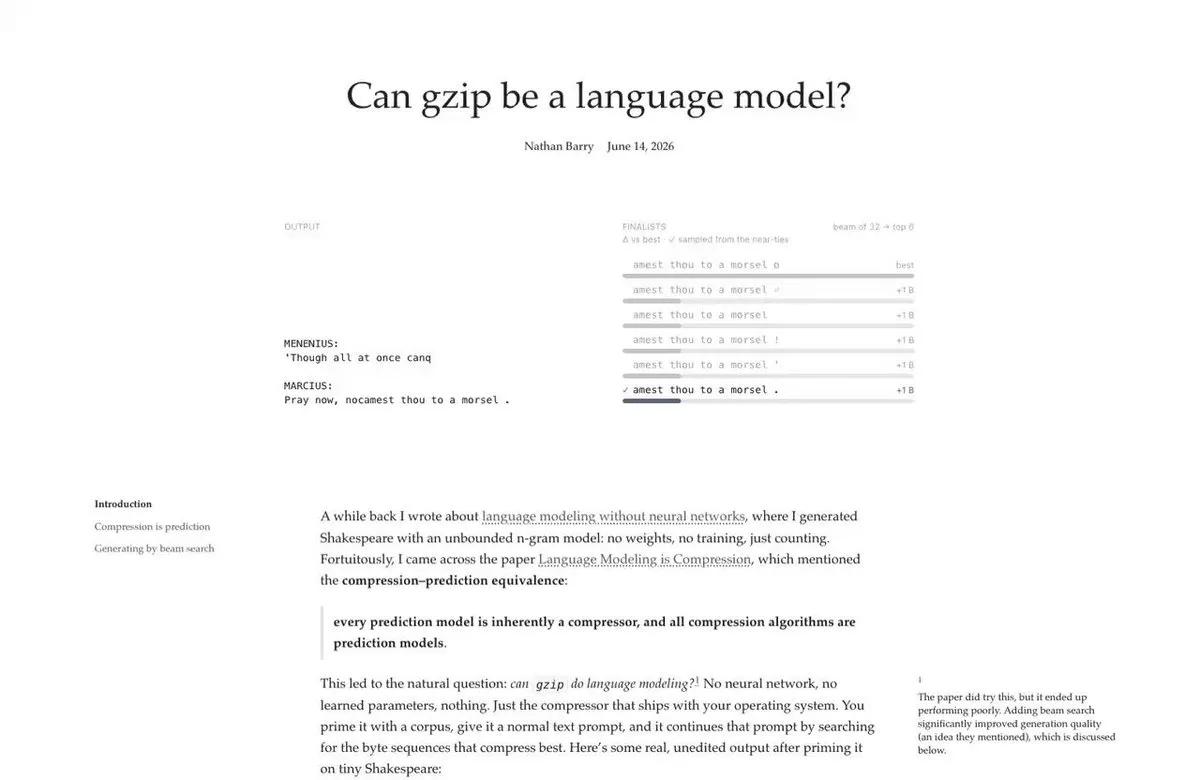 Can gzip be a language model?
Nathan Barry June 14, 2026
OUTPUT
MENENIUS:
'Though all at once canq
MARCIUS:
Pray now, nocamest thou to a morsel .
FINALISTS
beam of 32 → top 6
Δ vs best · ✓ sampled from the near-ties
amest thou to a morsel o best
amest thou to a morsel ⏎ +1 B
amest thou to a morsel +1 B
amest thou to a morsel ! +1 B
amest thou to a morsel ' +1 B
✓ amest thou to a morsel . +1 B
Introduction
Compression is prediction
Generating by beam search
A while back I wrote about language modeling without neural networks, where I generated
Shakespeare with an unbounded n-gram model: no weights, no training, just counting.
Fortuitously, I came across the paper Language Modeling is Compression, which mentioned
the compression–prediction equivalence:
every prediction model is inherently a compressor, and all compression algorithms are
prediction models.
This led to the natural question: can gzip do language modeling?1 No neural network, no
learned parameters, nothing. Just the compressor that ships with your operating system. You
prime it with a corpus, give it a normal text prompt, and it continues that prompt by searching
for the byte sequences that compress best. Here's some real, unedited output after priming it
on tiny Shakespeare:
1
The paper did try this, but it ended up
performing poorly. Adding beam search
significantly improved generation quality
(an idea they mentioned), which is discussed
below.